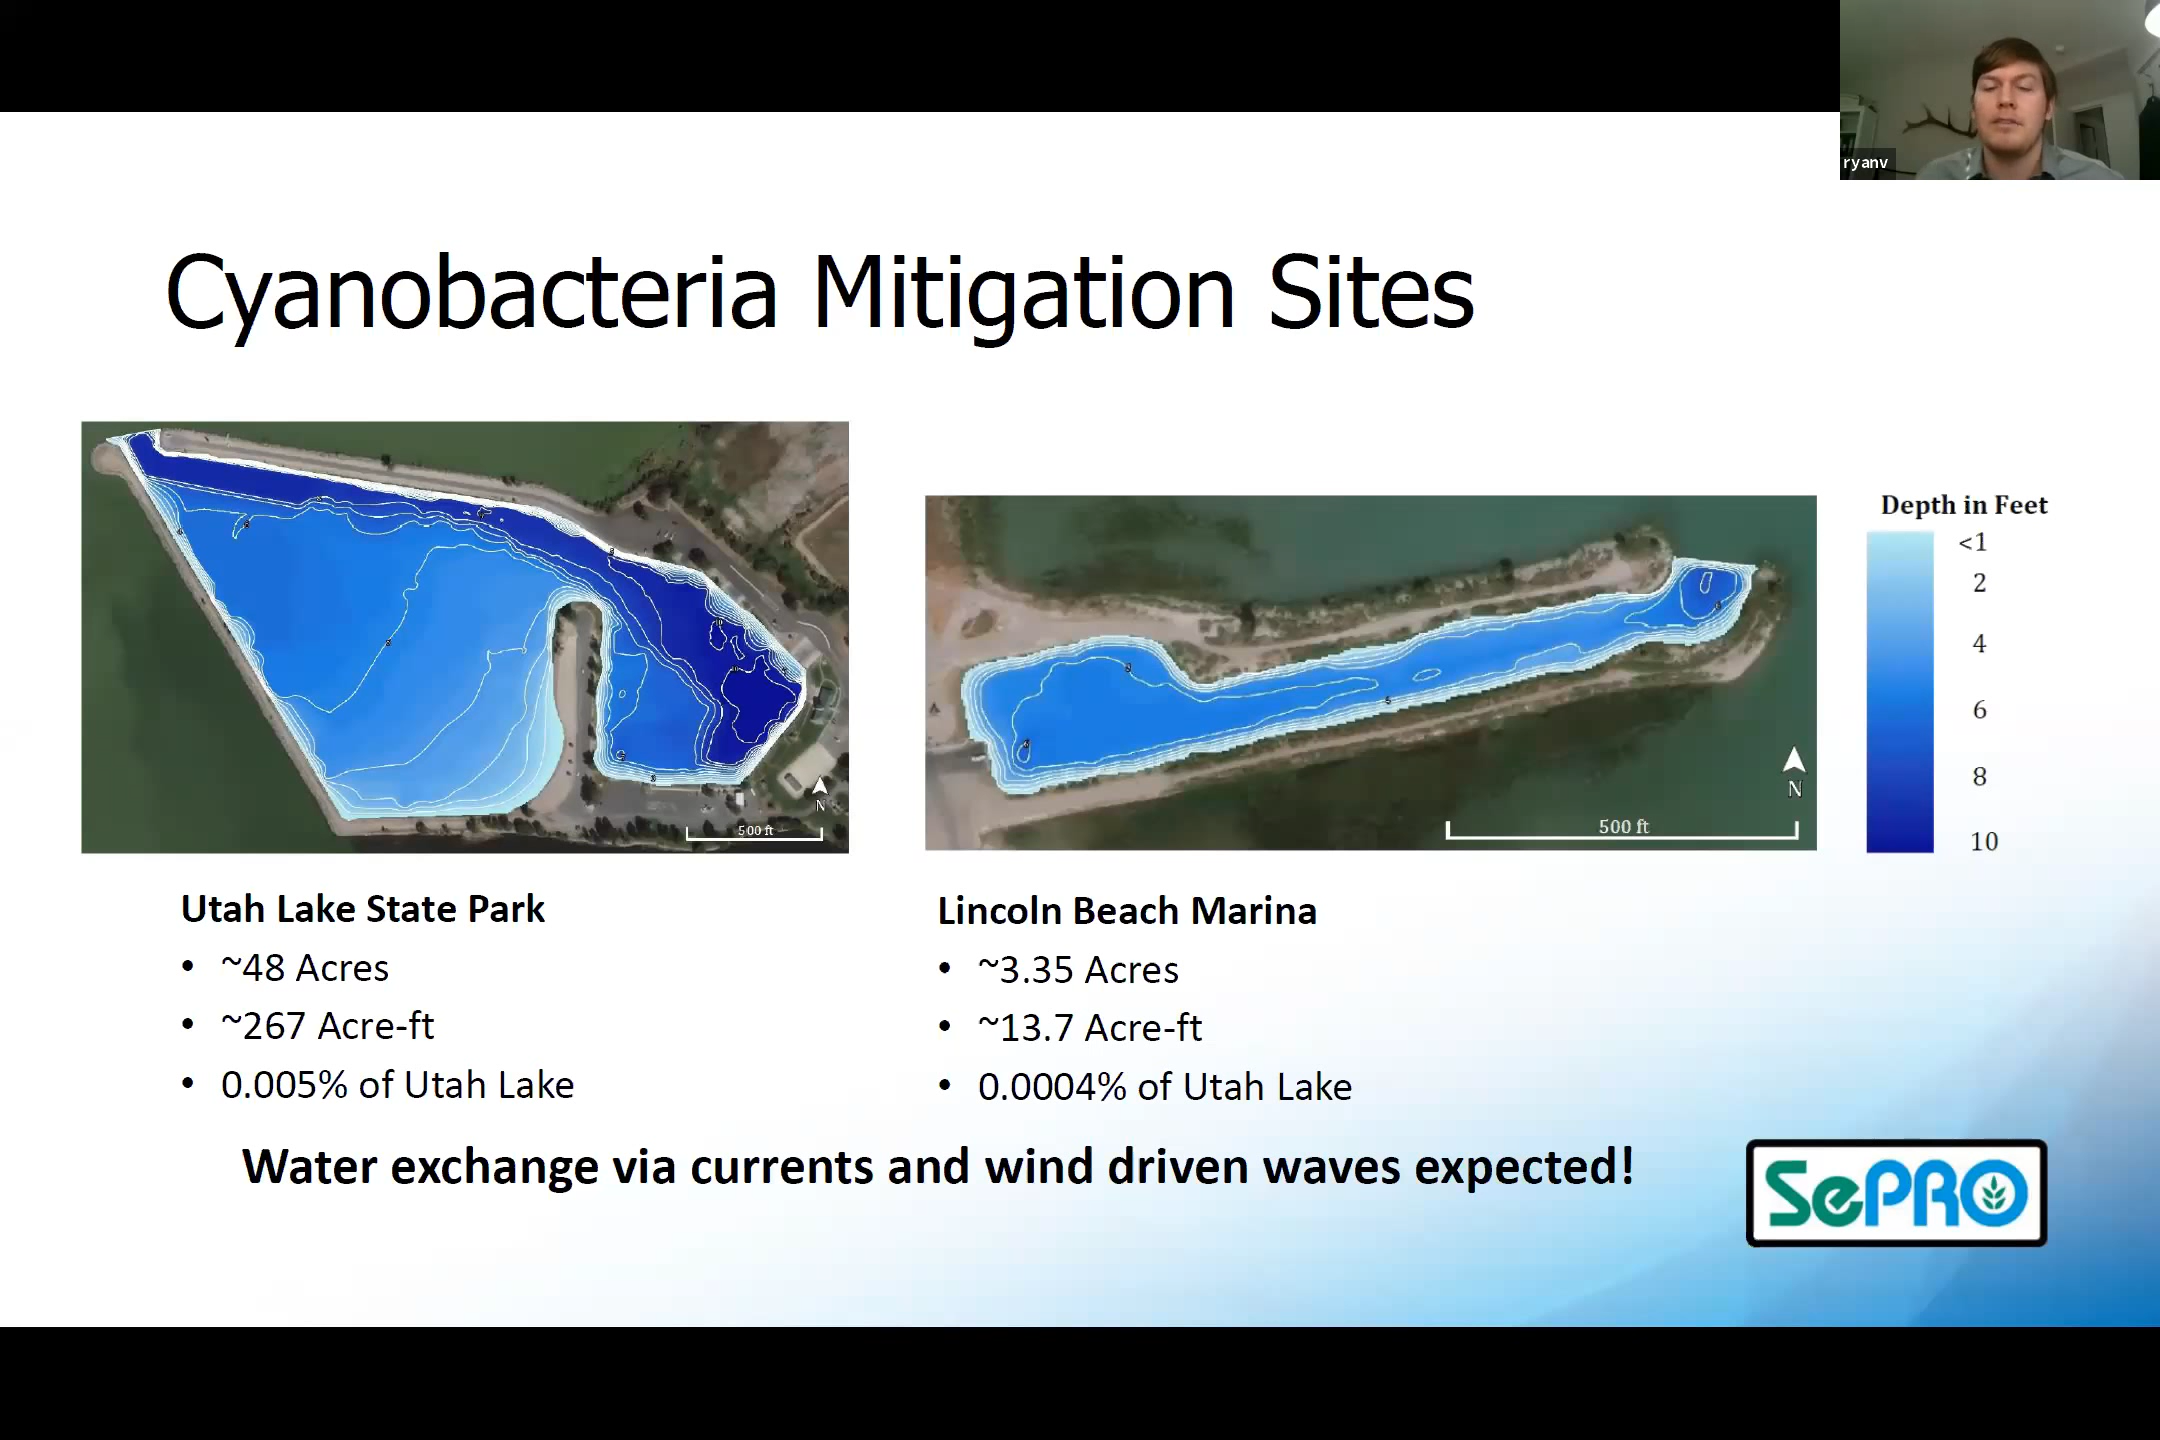 ryanv
Cyanobacteria Mitigation Sites
Depth in Feet
<1
2
4
6
8
10
N
500 ft
N
500 ft
Utah Lake State Park
• ~48 Acres
• ~267 Acre-ft
• 0.005% of Utah Lake
Lincoln Beach Marina
• ~3.35 Acres
• ~13.7 Acre-ft
• 0.0004% of Utah Lake
Water exchange via currents and wind driven waves expected!
SePRO